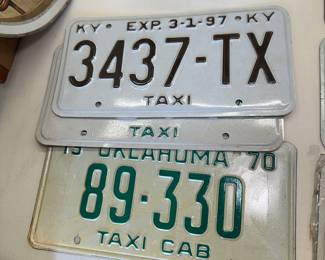 KY EXP. 3-1-97 KY
3437-TX
TAXI
TAXI
19 OKLAHOMA '70
89-330
TAXI CAB